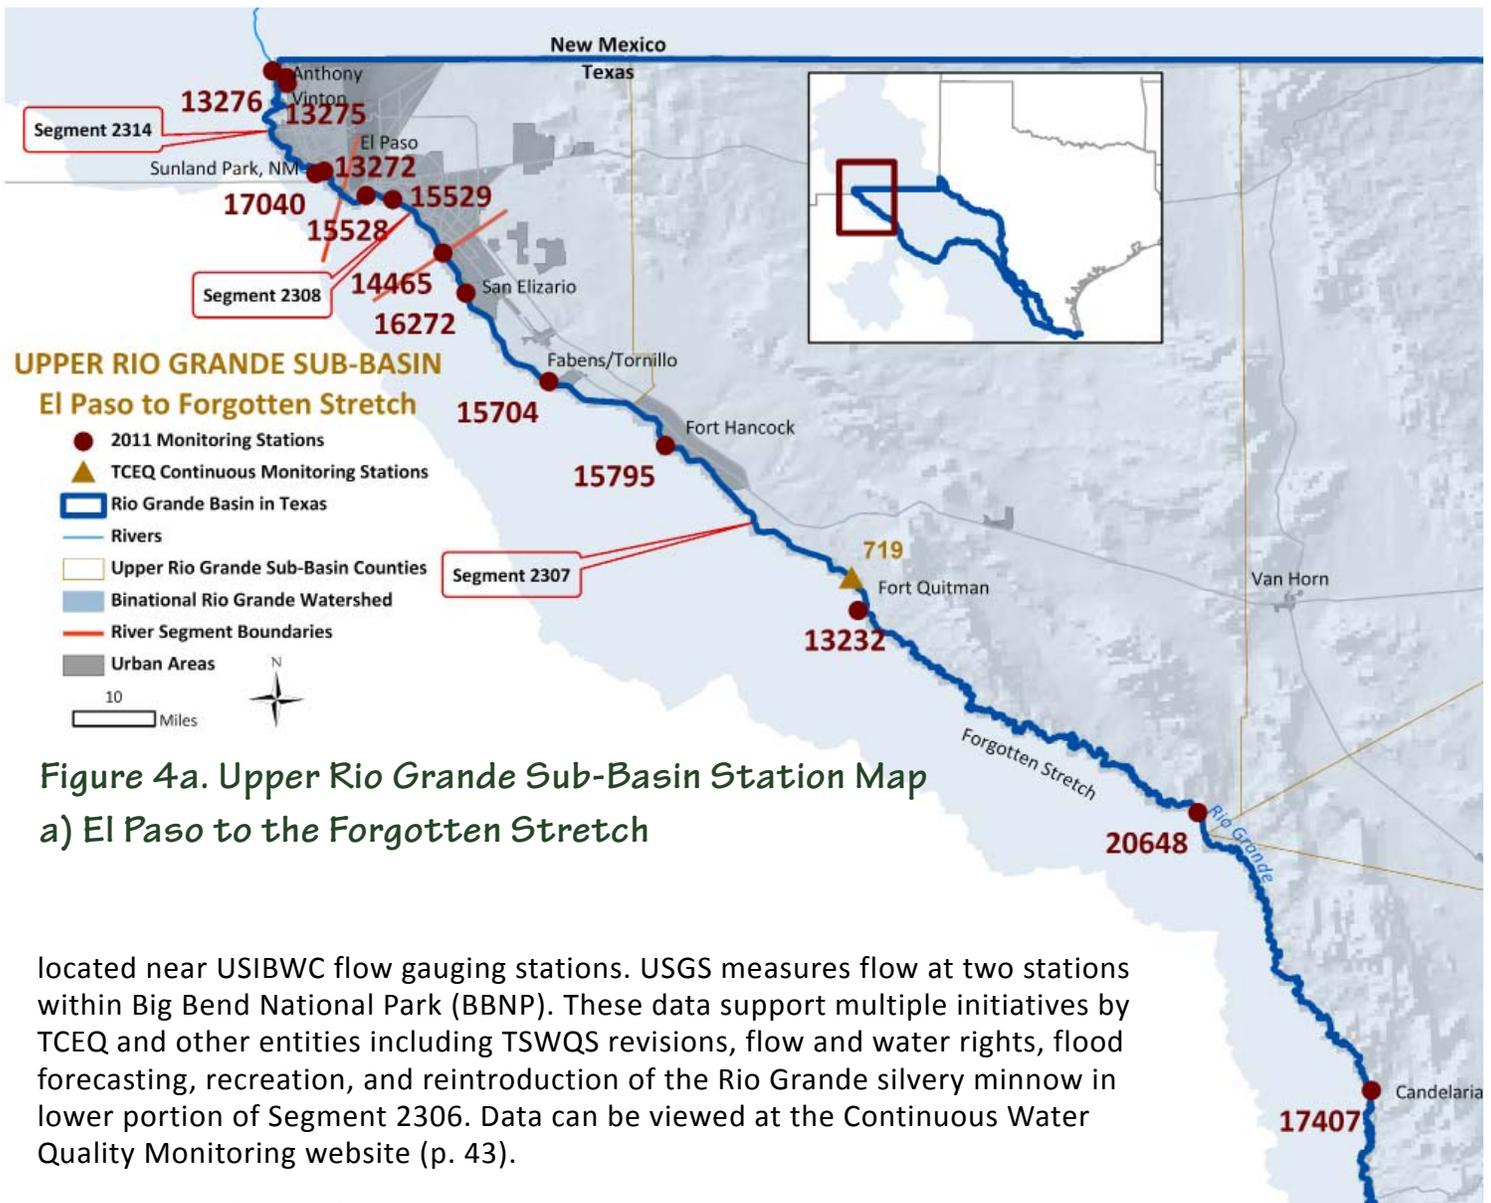 New Mexico
Texas
Anthony
Vinton
13276
13275
Segment 2314
El Paso
Sunland Park, NM
13272
17040
15529
15528
Segment 2308
14465
San Elizario
16272
UPPER RIO GRANDE SUB-BASIN
El Paso to Forgotten Stretch
2011 Monitoring Stations
TCEQ Continuous Monitoring Stations
Rio Grande Basin in Texas
Rivers
Upper Rio Grande Sub-Basin Counties
Binational Rio Grande Watershed
River Segment Boundaries
Urban Areas
N
10
Miles
Fabens/Tornillo
15704
Fort Hancock
15795
Segment 2307
719
Fort Quitman
13232
Van Horn
Forgotten Stretch
20648
Rio Grande
Candelaria
17407
Figure 4a. Upper Rio Grande Sub-Basin Station Map
a) El Paso to the Forgotten Stretch
located near USIBWC flow gauging stations. USGS measures flow at two stations
within Big Bend National Park (BBNP). These data support multiple initiatives by
TCEQ and other entities including TSWQS revisions, flow and water rights, flood
forecasting, recreation, and reintroduction of the Rio Grande silvery minnow in
lower portion of Segment 2306. Data can be viewed at the Continuous Water
Quality Monitoring website (p. 43).